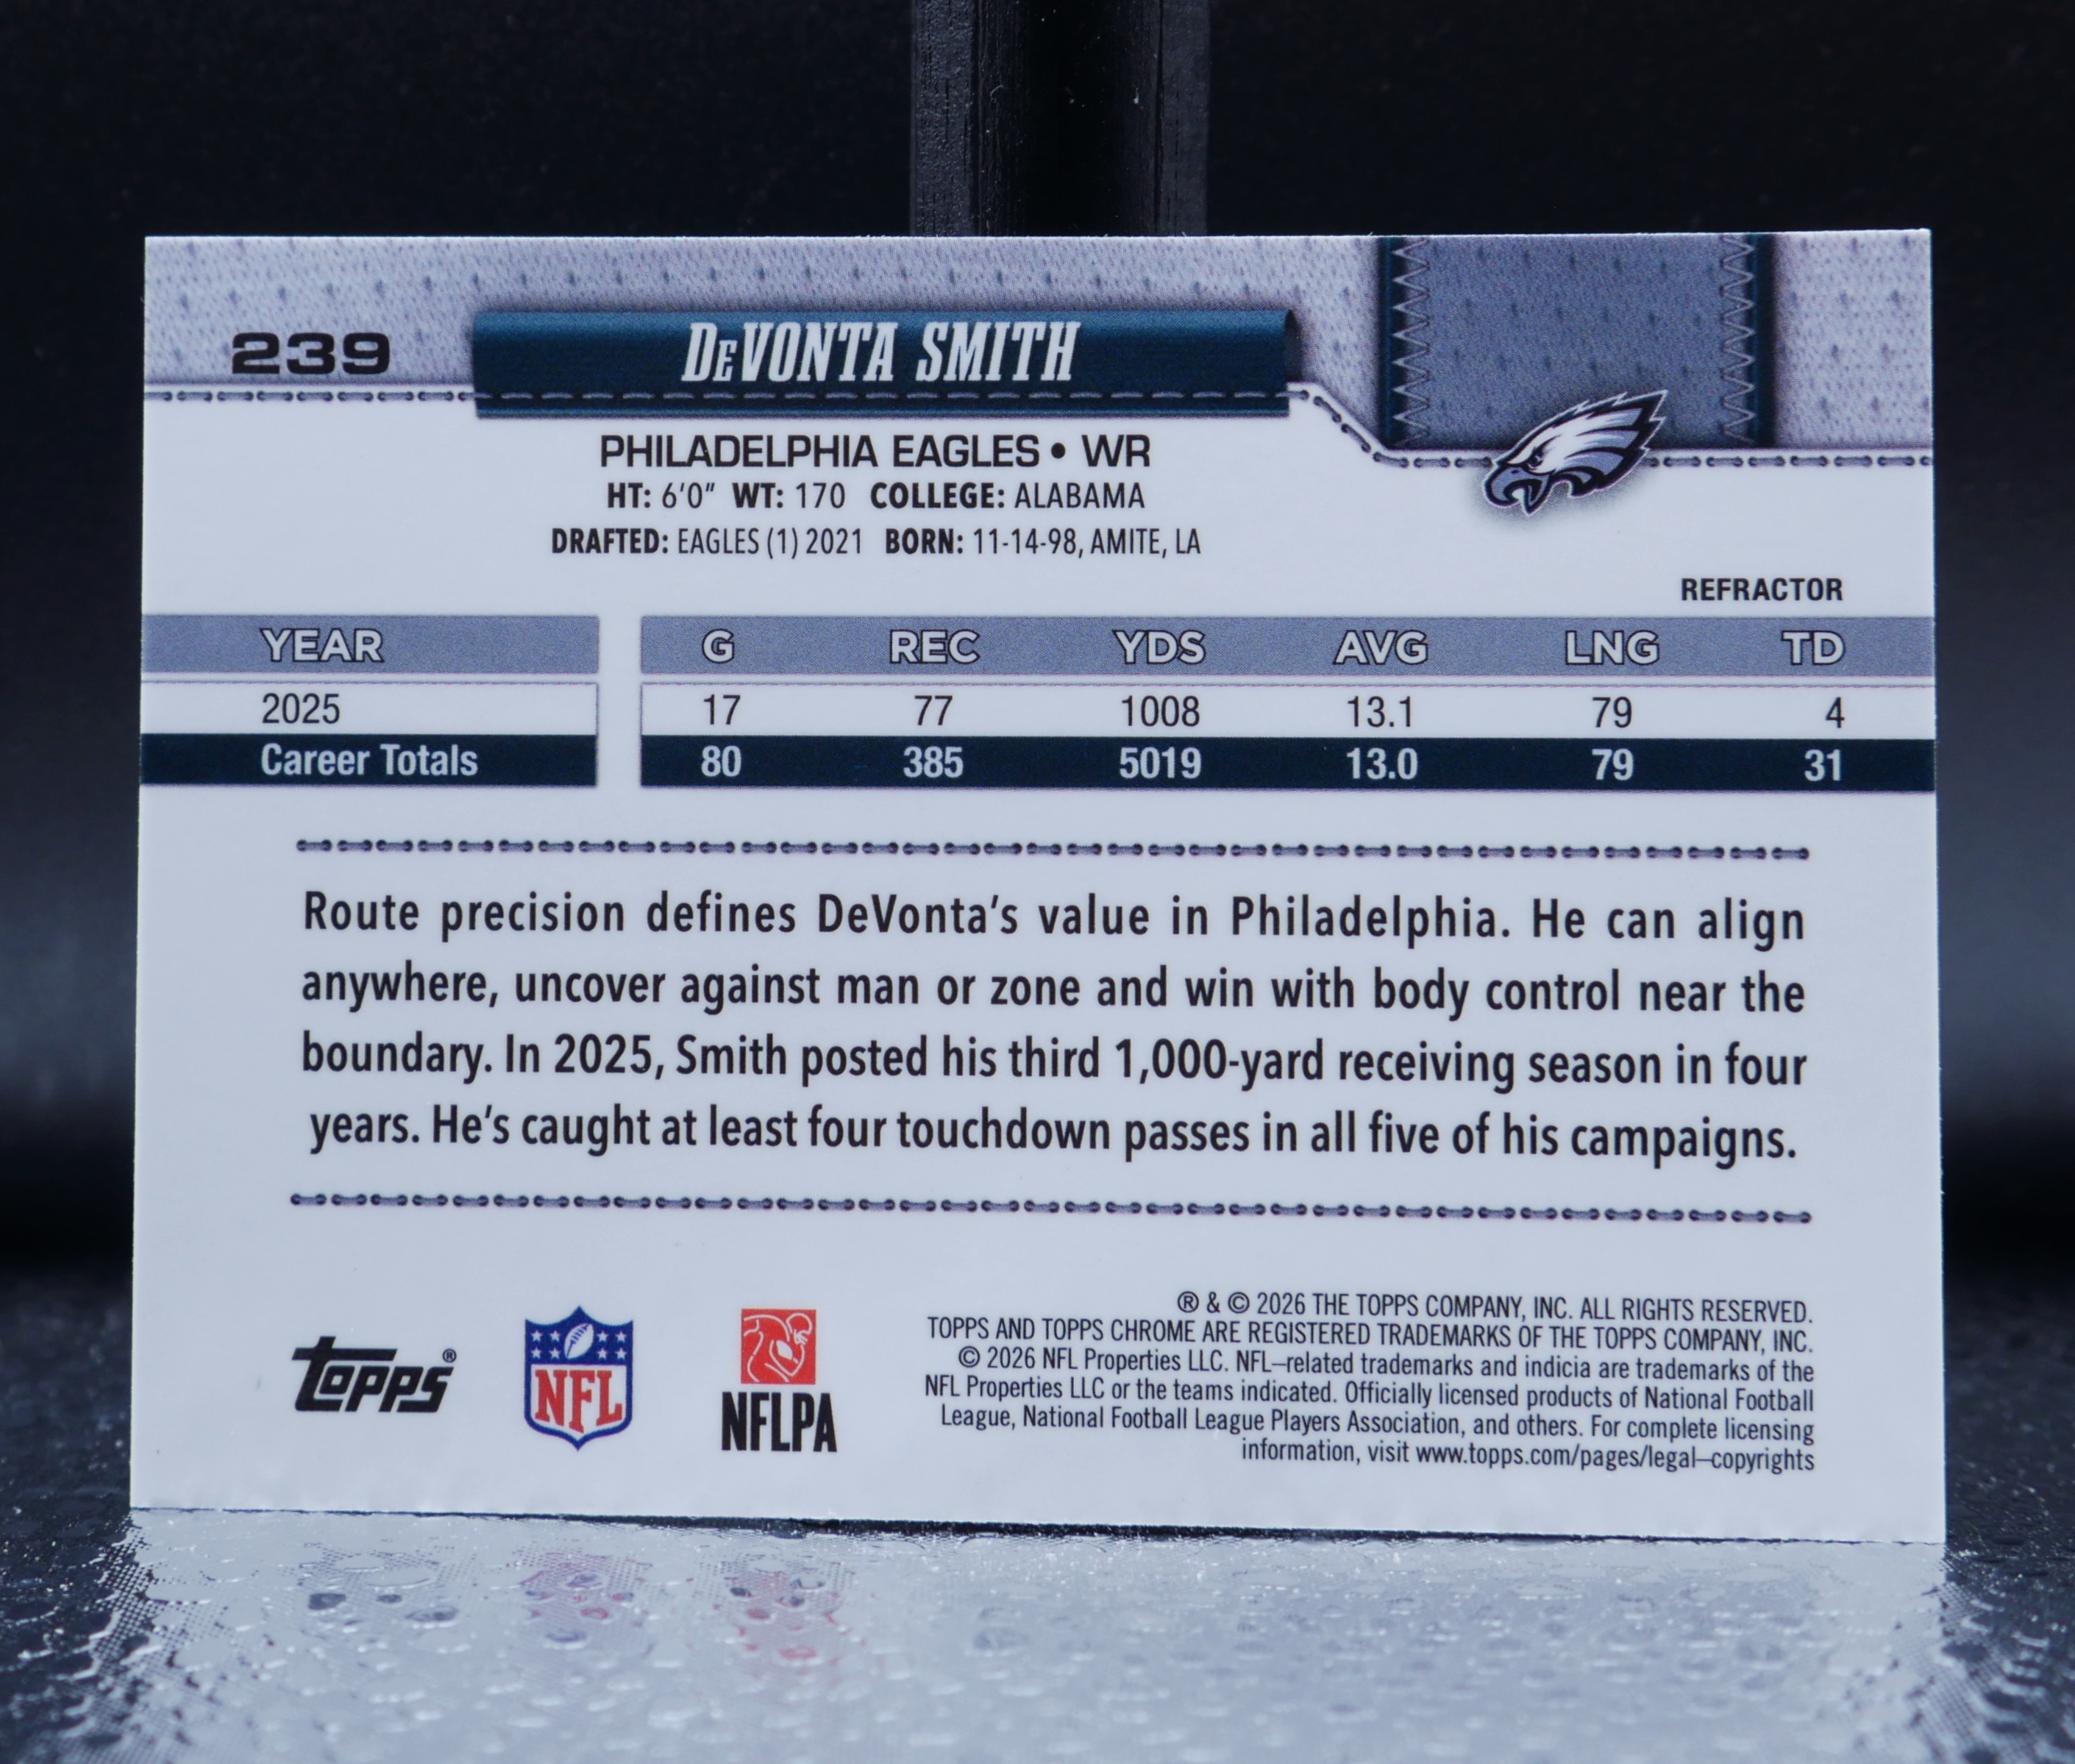 239
DeVONTA SMITH
PHILADELPHIA EAGLES • WR
HT: 6'0" WT: 170 COLLEGE: ALABAMA
DRAFTED: EAGLES (1) 2021 BORN: 11-14-98, AMITE, LA
REFRACTOR
YEAR G REC YDS AVG LNG TD
2025 17 77 1008 13.1 79 4
Career Totals 80 385 5019 13.0 79 31
Route precision defines DeVonta's value in Philadelphia. He can align
anywhere, uncover against man or zone and win with body control near the
boundary. In 2025, Smith posted his third 1,000-yard receiving season in four
years. He's caught at least four touchdown passes in all five of his campaigns.
topps®
NFL
NFLPA
® & © 2026 THE TOPPS COMPANY, INC. ALL RIGHTS RESERVED.
TOPPS AND TOPPS CHROME ARE REGISTERED TRADEMARKS OF THE TOPPS COMPANY, INC.
© 2026 NFL Properties LLC. NFL–related trademarks and indicia are trademarks of the
NFL Properties LLC or the teams indicated. Officially licensed products of National Football
League, National Football League Players Association, and others. For complete licensing
information, visit www.topps.com/pages/legal–copyrights